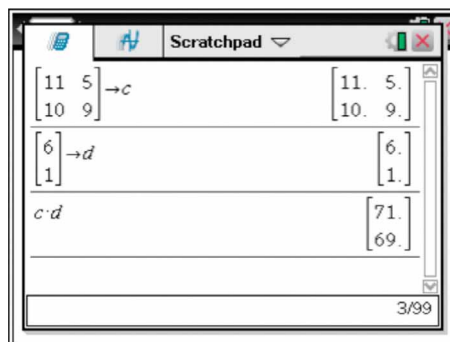 Scratchpad
[11 5
10 9]→c [11. 5.
10. 9.]
[6
1]→d [6.
1.]
c·d [71.
69.]
3/99